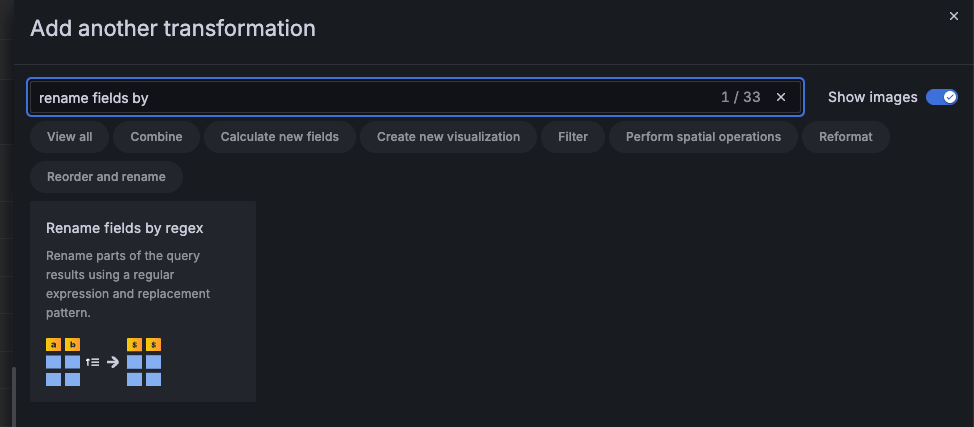 Add another transformation
rename fields by
1 / 33
Show images
View all
Combine
Calculate new fields
Create new visualization
Filter
Perform spatial operations
Reformat
Reorder and rename
Rename fields by regex
Rename parts of the query
results using a regular
expression and replacement
pattern.
a b
$ $